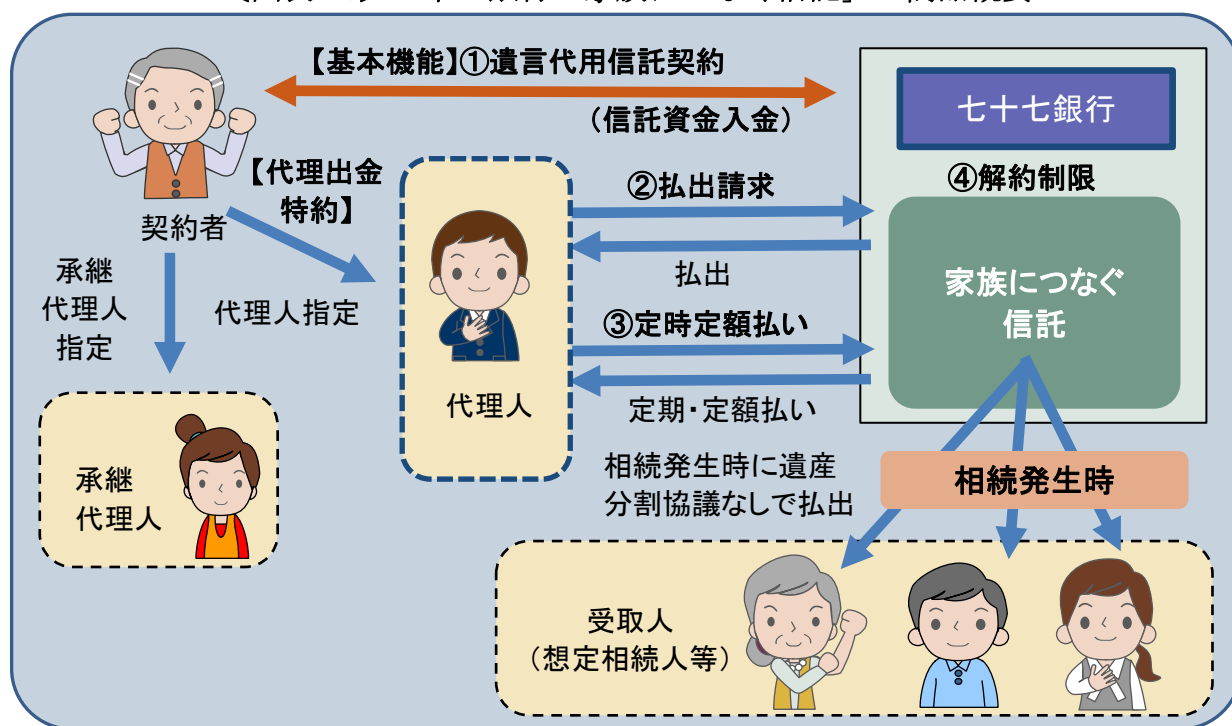 【基本機能】①遺言代用信託契約
（信託資金入金）
七十七銀行
契約者
【代理出金
特約】
②払出請求
払出
④解約制限
家族につなぐ
信託
承継
代理人
指定
代理人指定
③定時定額払い
定期・定額払い
代理人
承継
代理人
相続発生時に遺産
分割協議なしで払出
相続発生時
受取人
（想定相続人等）